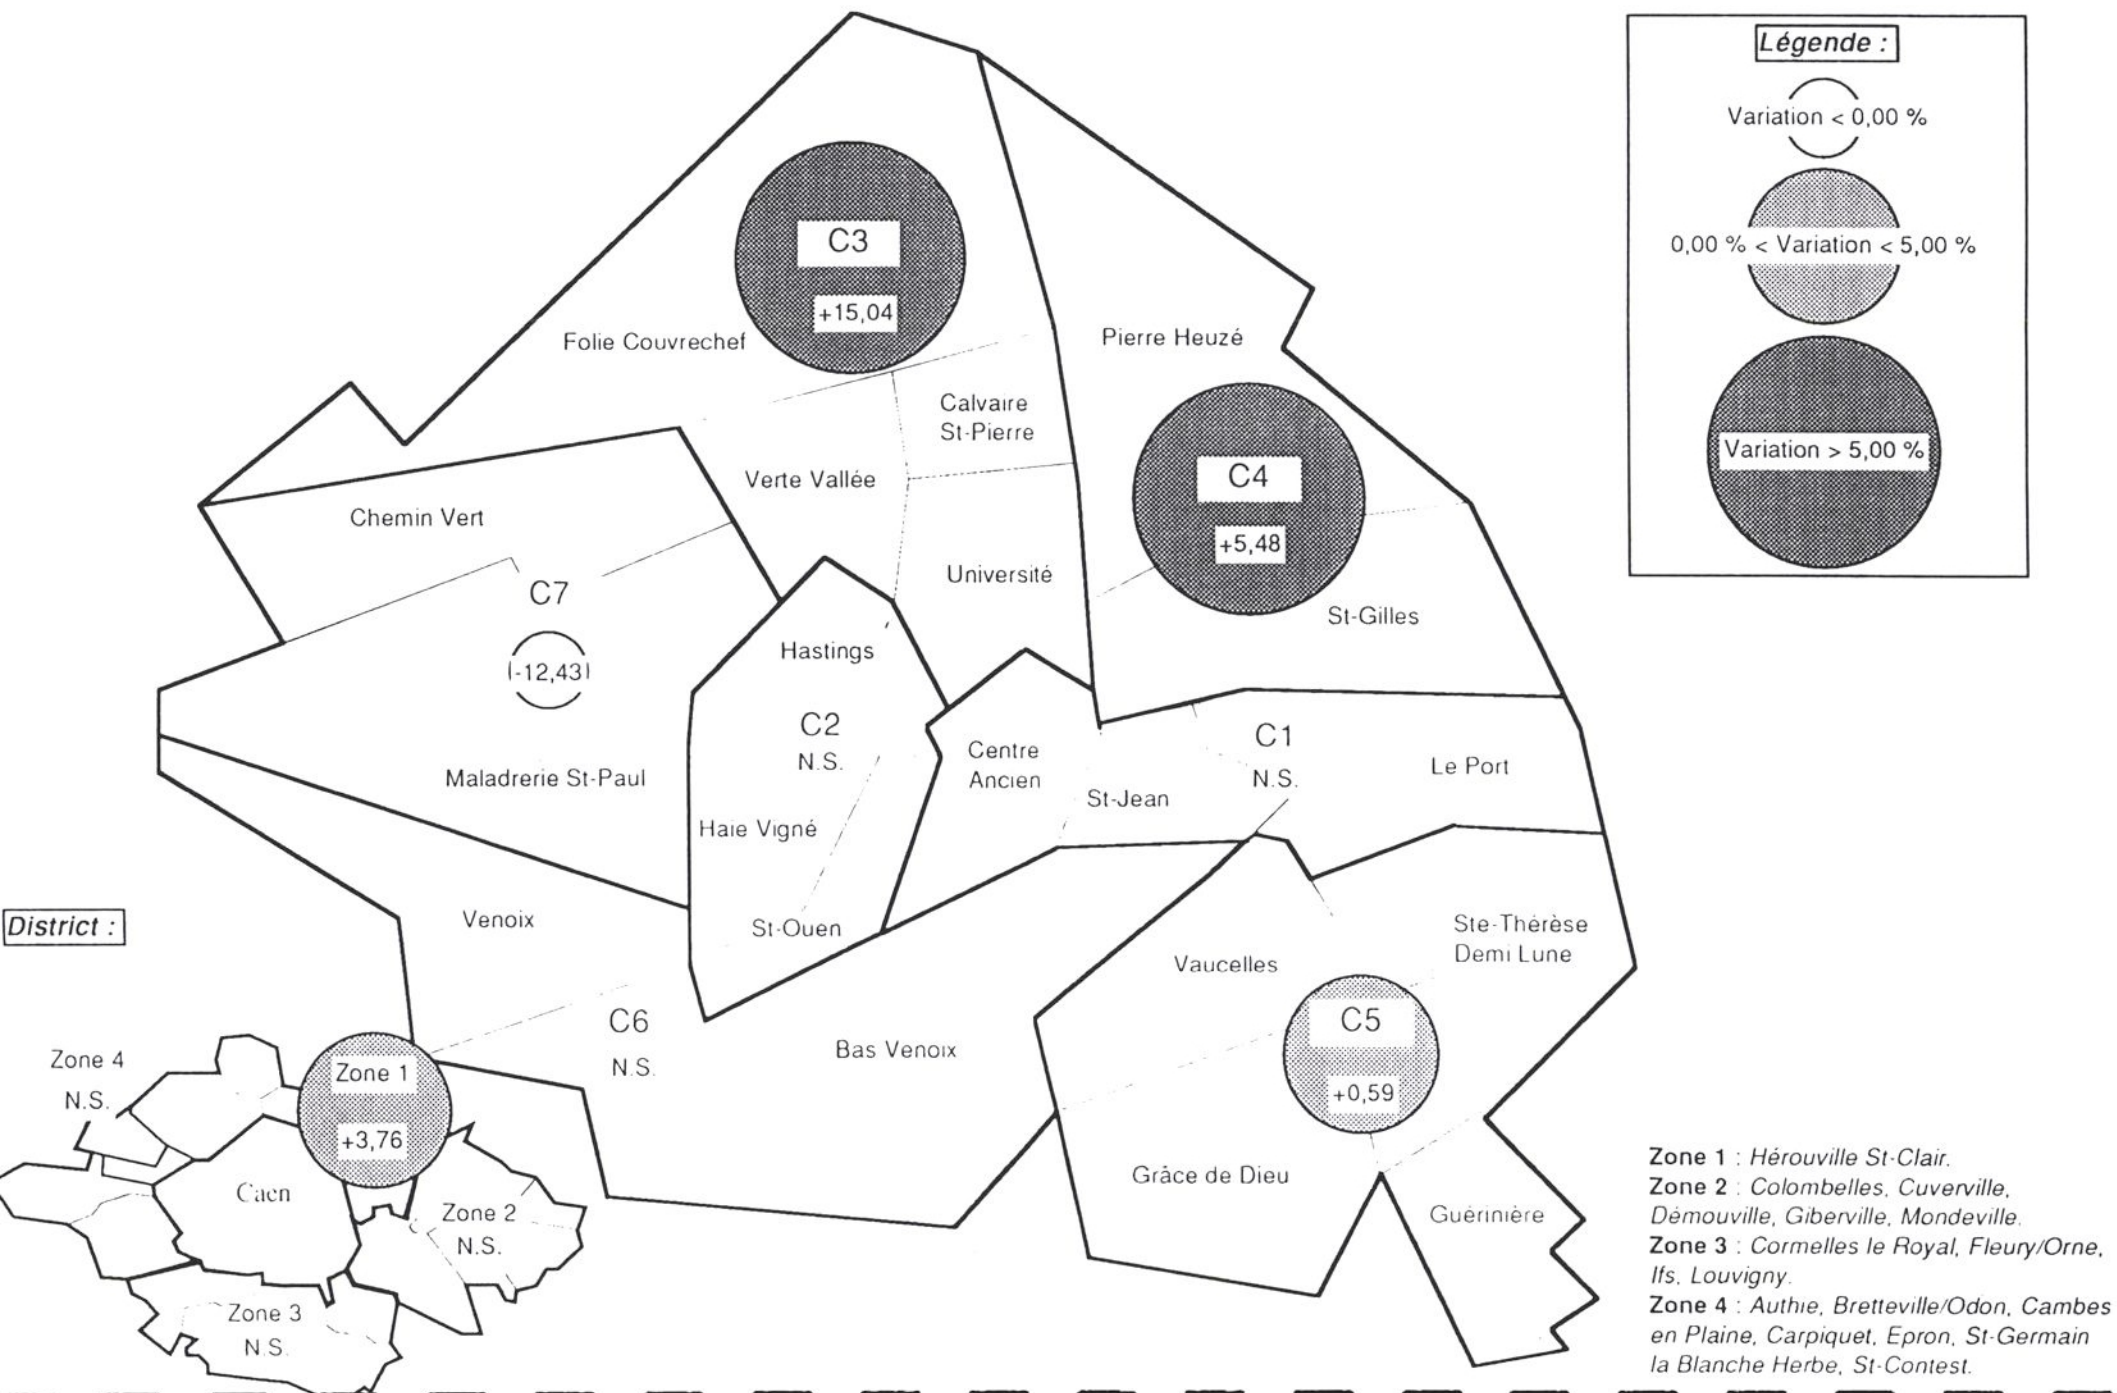 Légende :
Variation < 0,00 %
0,00 % < Variation < 5,00 %
Variation > 5,00 %
C3
+15,04
Folie Couvrechef
Pierre Heuzé
Calvaire
St-Pierre
Verte Vallée
C4
+5,48
Chemin Vert
Université
C7
-12,43
St-Gilles
Hastings
C2
N.S.
Centre
Ancien
C1
N.S.
Le Port
Maladrerie St-Paul
St-Jean
Haie Vigné
Venoix
St-Ouen
Ste-Thérèse
Demi Lune
Vaucelles
C6
N.S.
Bas Venoix
C5
+0,59
Grâce de Dieu
Guérinière
District :
Zone 4
N.S.
Zone 1
+3,76
Caen
Zone 2
N.S.
Zone 3
N.S.
Zone 1 : Hérouville St-Clair.
Zone 2 : Colombelles, Cuverville,
Démouville, Giberville, Mondeville.
Zone 3 : Cormelles le Royal, Fleury/Orne,
Ifs, Louvigny.
Zone 4 : Authie, Bretteville/Odon, Cambes
en Plaine, Carpiquet, Epron, St-Germain
la Blanche Herbe, St-Contest.